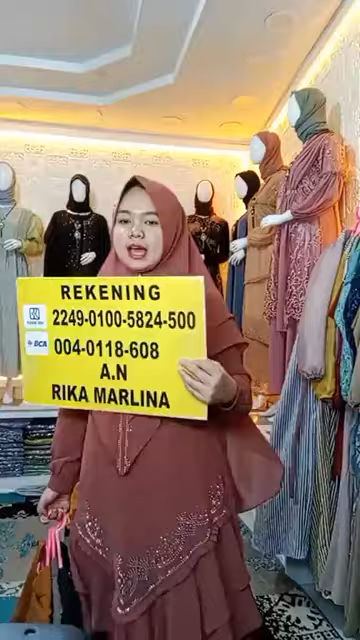 REKENING
2249-0100-5824-500
BCA 004-0118-608
A.N
RIKA MARLINA